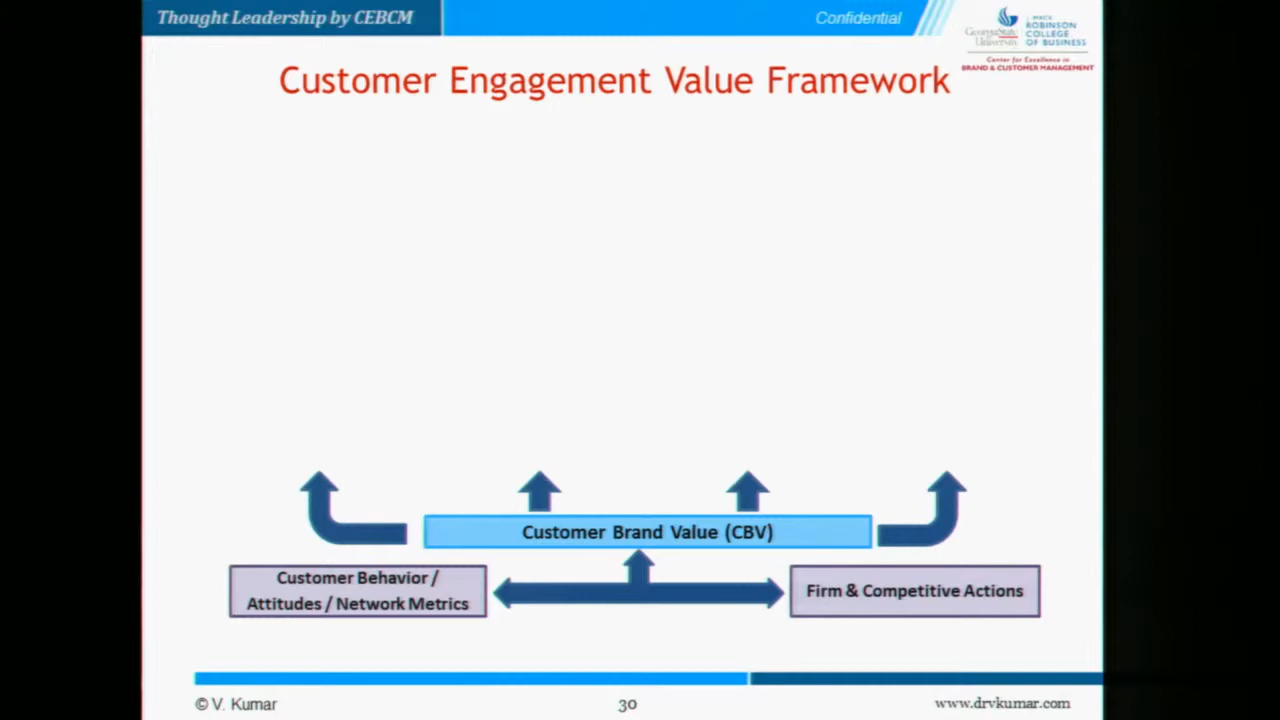 Thought Leadership by CEBCM
Confidential
J. MACK
ROBINSON
COLLEGE
OF BUSINESS
GeorgiaState
University
Center for Excellence in
BRAND & CUSTOMER MANAGEMENT
Customer Engagement Value Framework
Customer Brand Value (CBV)
Customer Behavior /
Attitudes / Network Metrics
Firm & Competitive Actions
© V. Kumar
30
www.drvkumar.com